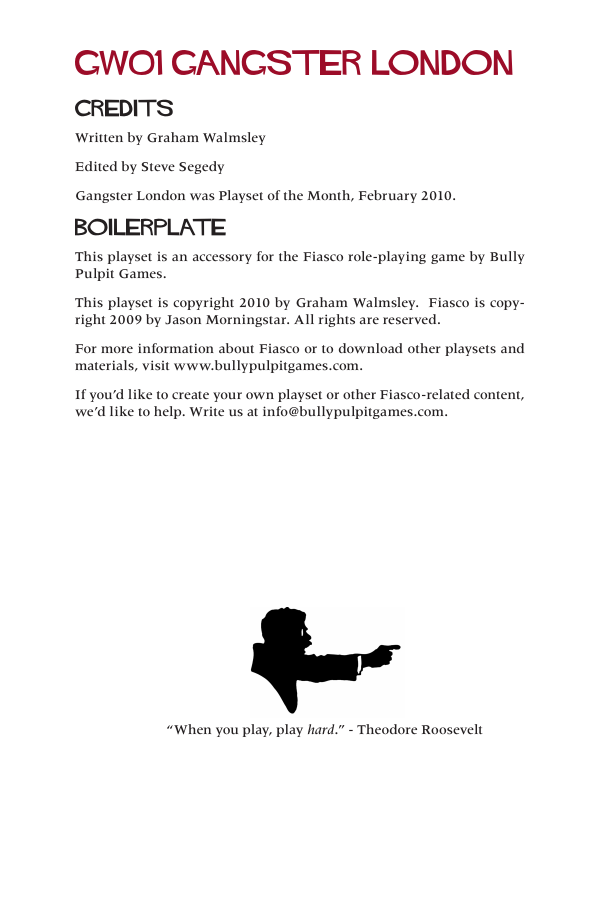 GW01 GANGSTER LONDON
CREDITS
Written by Graham Walmsley
Edited by Steve Segedy
Gangster London was Playset of the Month, February 2010.
BOILERPLATE
This playset is an accessory for the Fiasco role-playing game by Bully
Pulpit Games.
This playset is copyright 2010 by Graham Walmsley.  Fiasco is copy-
right 2009 by Jason Morningstar. All rights are reserved.
For more information about Fiasco or to download other playsets and
materials, visit www.bullypulpitgames.com.
If you’d like to create your own playset or other Fiasco-related content,
we’d like to help. Write us at info@bullypulpitgames.com.
“When you play, play hard.” - Theodore Roosevelt